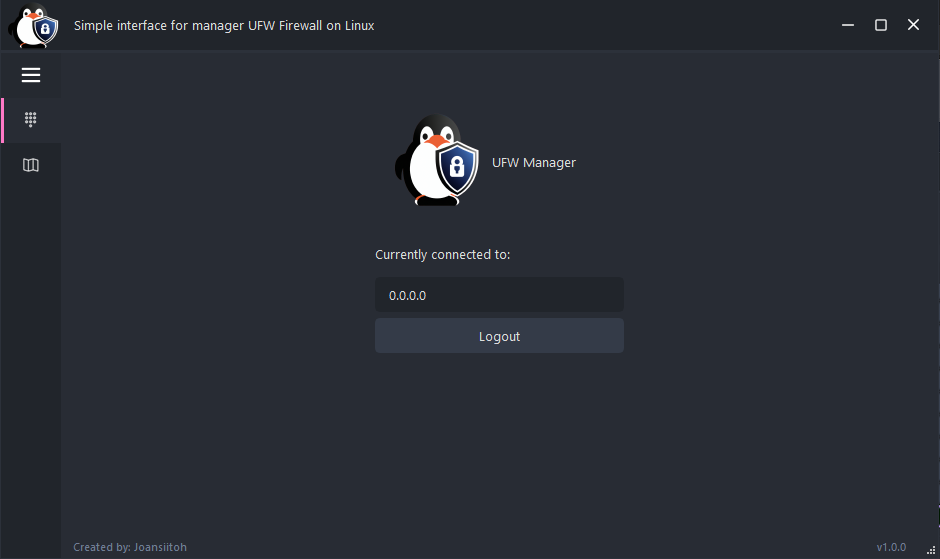 Simple interface for manager UFW Firewall on Linux
UFW Manager
Currently connected to:
0.0.0.0
Logout
Created by: Joansiitoh
v1.0.0